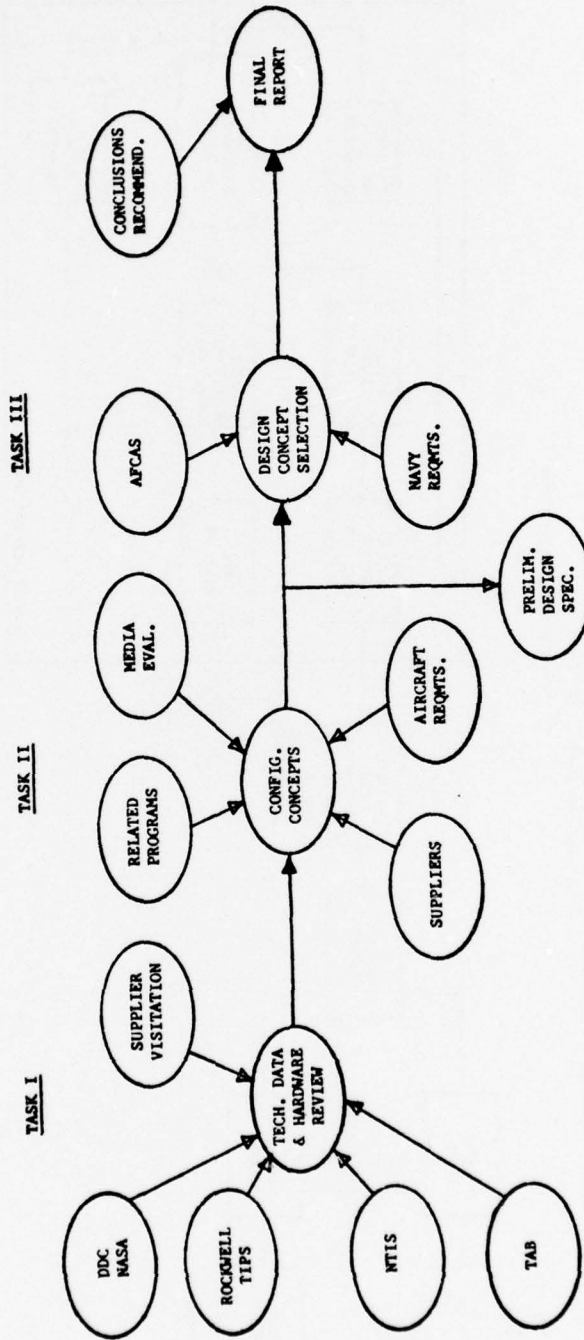 TASK I
TASK II
TASK III
DDC
NASA
ROCKWELL
TIPS
NTIS
TAB
SUPPLIER
VISITATION
TECH. DATA
& HARDWARE
REVIEW
RELATED
PROGRAMS
MEDIA
EVAL.
CONFIG.
CONCEPTS
SUPPLIERS
AIRCRAFT
REQMTS.
PRELIM.
DESIGN
SPEC.
AFCAS
DESIGN
CONCEPT
SELECTION
NAVY
REQMTS.
CONCLUSIONS
RECOMMEND.
FINAL
REPORT